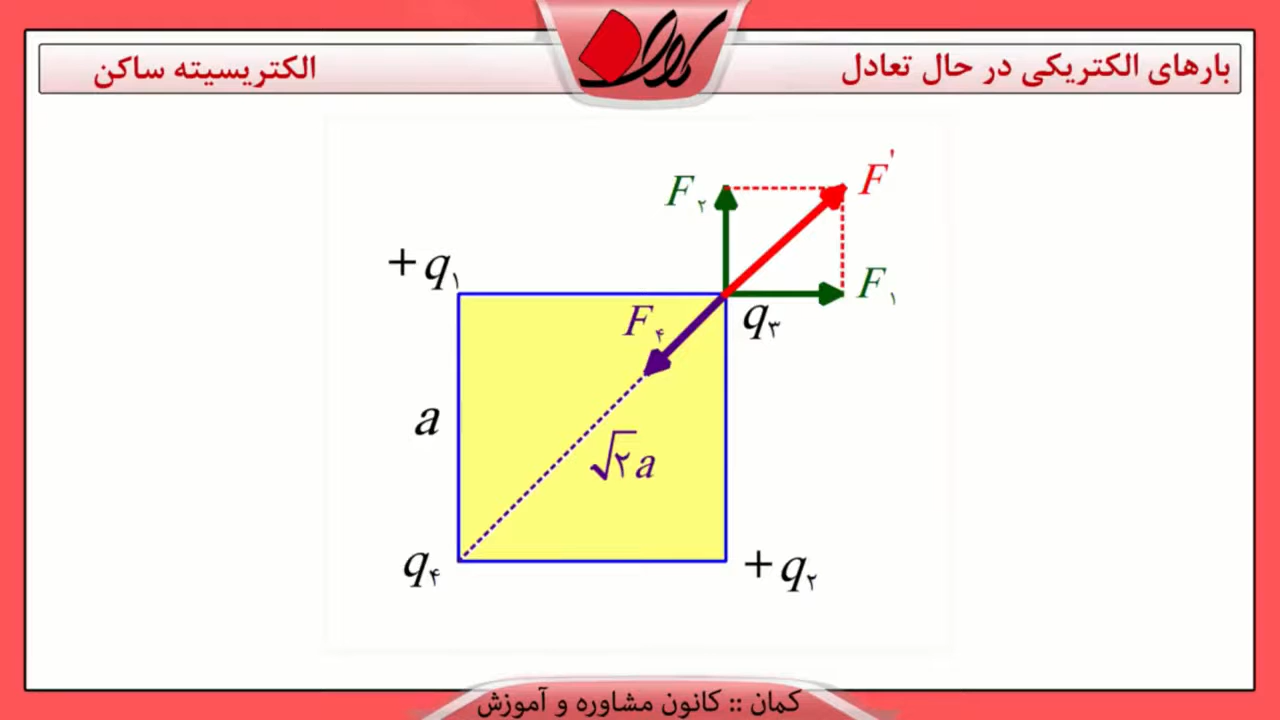 بارهای الکتریکی در حال تعادل
الکتریسیته ساکن
کمان
F'
F۲
+q۱
F۱
F۴
q۳
a
√۲a
q۴
+q۲
کمان :: کانون مشاوره و آموزش